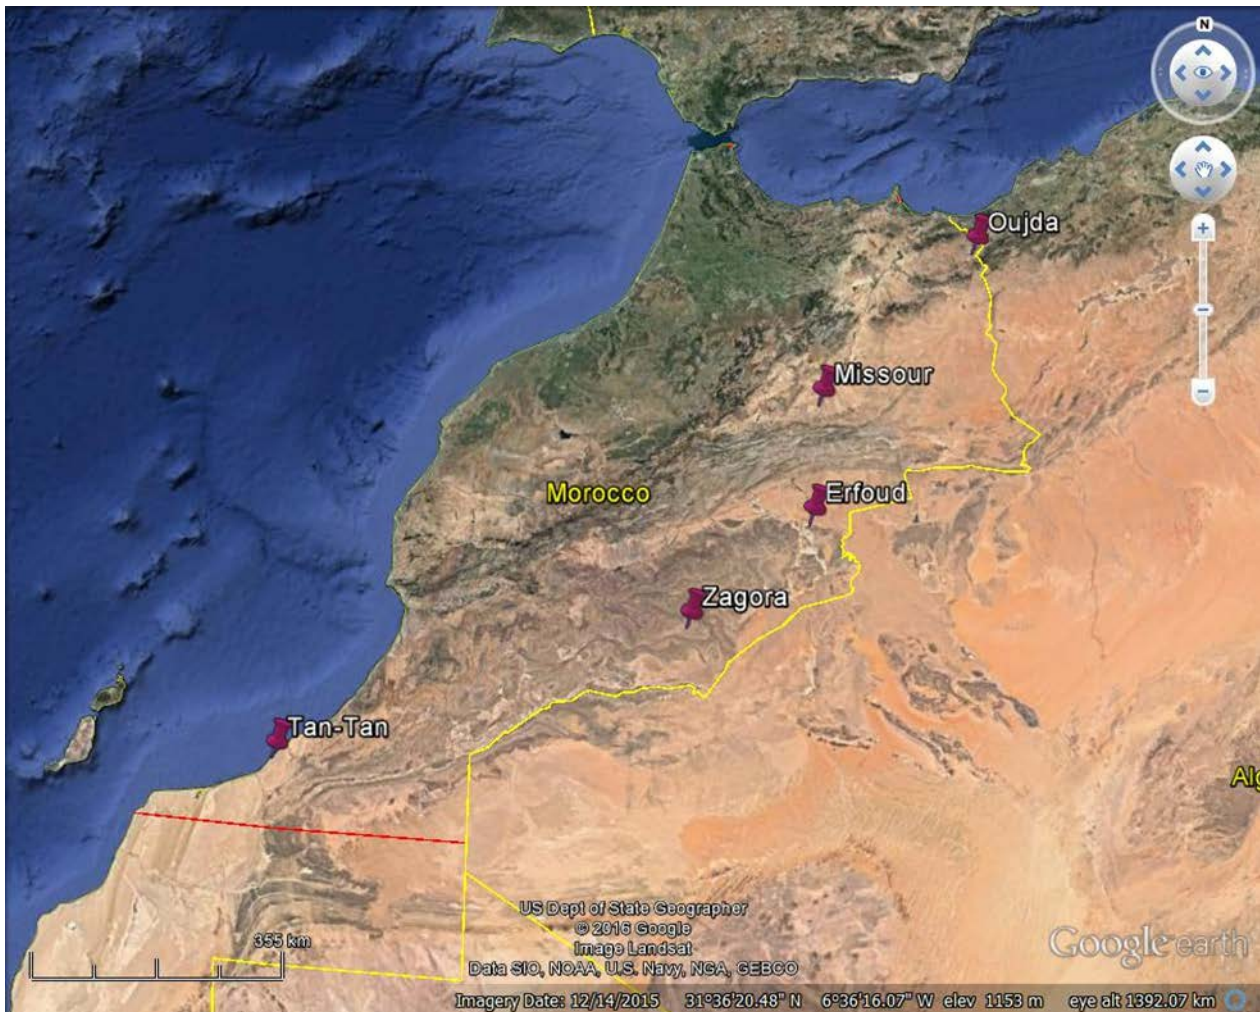 N
Oujda
Missour
Morocco
Erfoud
Zagora
Tan-Tan
Alg
US Dept of State Geographer
© 2016 Google
Image Landsat
Data SIO, NOAA, U.S. Navy, NGA, GEBCO
355 km
Google earth
Imagery Date: 12/14/2015 31°36'20.48" N 6°36'16.07" W elev 1153 m eye alt 1392.07 km